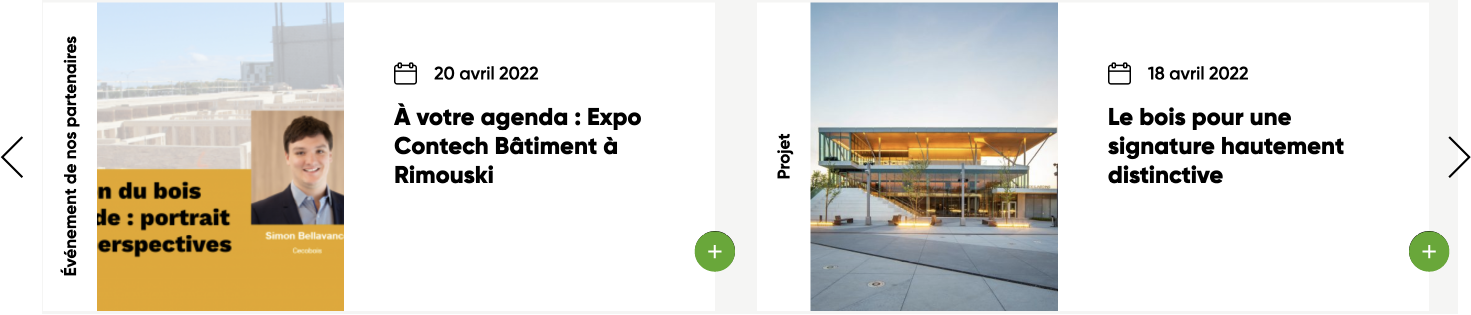 Événement de nos partenaires
n du bois
de : portrait
erspectives
Simon Bellavanc
Cecobois
20 avril 2022
À votre agenda : Expo
Contech Bâtiment à
Rimouski
Projet
18 avril 2022
Le bois pour une
signature hautement
distinctive